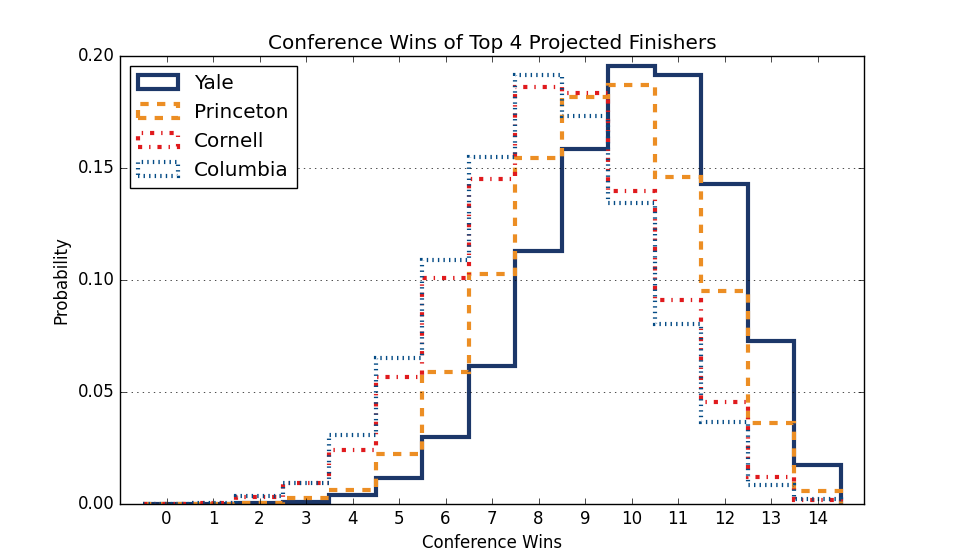 Conference Wins of Top 4 Projected Finishers
0.20
0.15
0.10
0.05
0.00
Probability
Yale
Princeton
Cornell
Columbia
0 1 2 3 4 5 6 7 8 9 10 11 12 13 14
Conference Wins